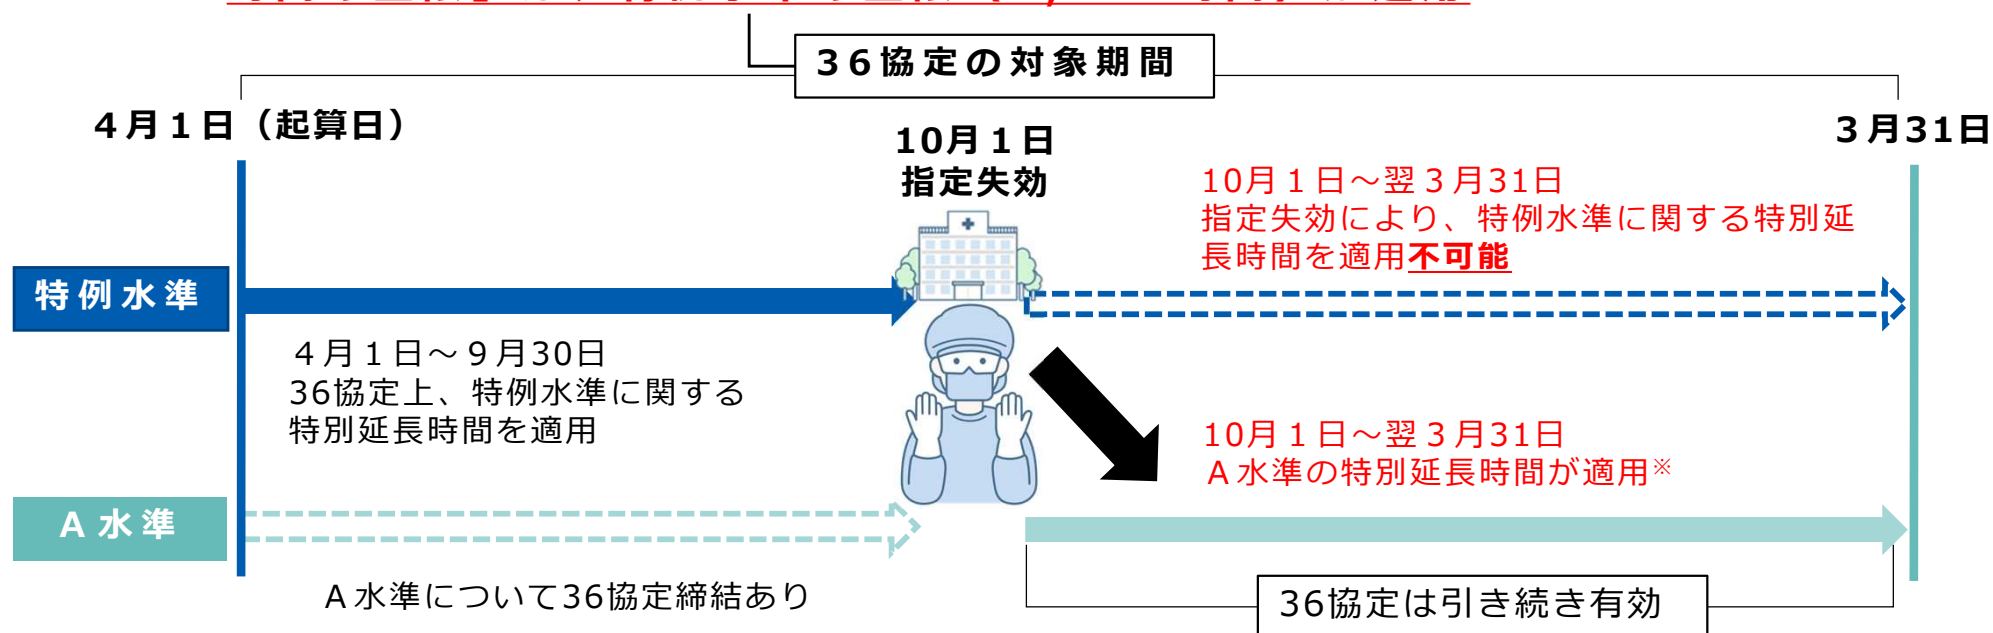 36協定の対象期間
4月1日（起算日）
10月1日
指定失効
3月31日
10月1日～翌3月31日
指定失効により、特例水準に関する特別延
長時間を適用不可能
特例水準
4月1日～9月30日
36協定上、特例水準に関する
特別延長時間を適用
10月1日～翌3月31日
A水準の特別延長時間が適用※
A水準
A水準について36協定締結あり
36協定は引き続き有効